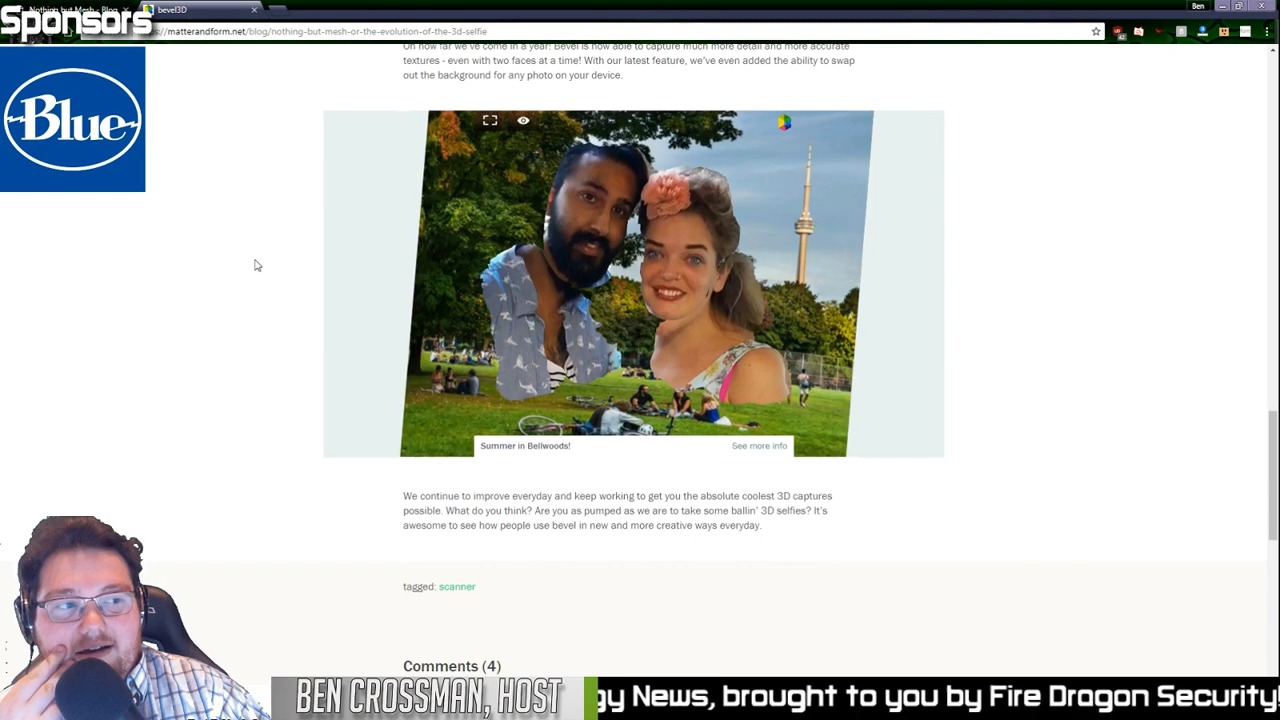 Sponsors
Nothing but Mesh - Blog
bevel3D
Ben
//matterandform.net/blog/nothing-but-mesh-or-the-evolution-of-the-3d-selfie
Blue
Oh how far we've come in a year! Bevel is now able to capture much more detail and more accurate
textures - even with two faces at a time! With our latest feature, we've even added the ability to swap
out the background for any photo on your device.
Summer in Bellwoods!
See more info
We continue to improve everyday and keep working to get you the absolute coolest 3D captures
possible. What do you think? Are you as pumped as we are to take some ballin' 3D selfies? It's
awesome to see how people use bevel in new and more creative ways everyday.
tagged: scanner
Comments (4)
BEN CROSSMAN, HOST
gy News, brought to you by Fire Dragon Security!